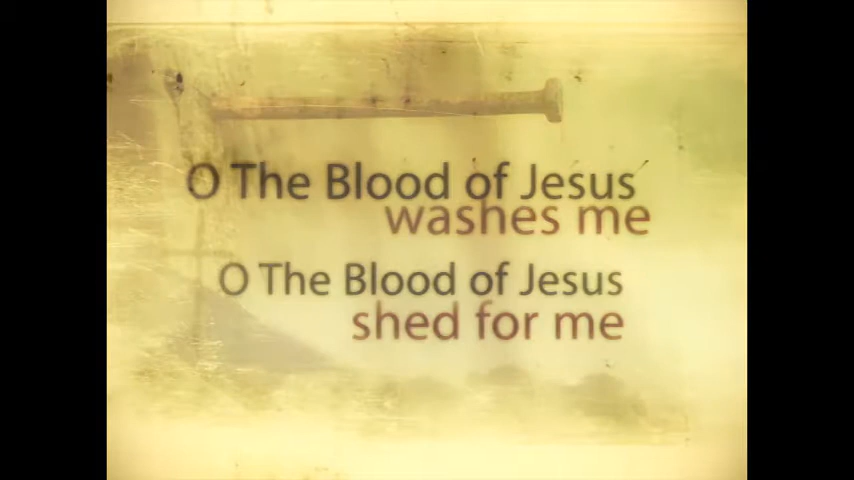 O The Blood of Jesus
washes me
O The Blood of Jesus
shed for me